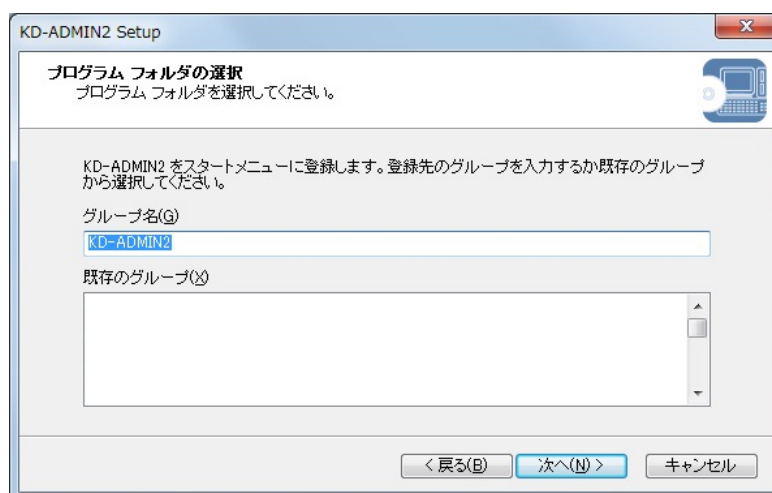 KD-ADMIN2 Setup
プログラム フォルダの選択
プログラム フォルダを選択してください。
KD-ADMIN2 をスタートメニューに登録します。登録先のグループを入力するか既存のグループ
から選択してください。
グループ名(G)
KD-ADMIN2
既存のグループ(X)
< 戻る(B)
次へ(N) >
キャンセル